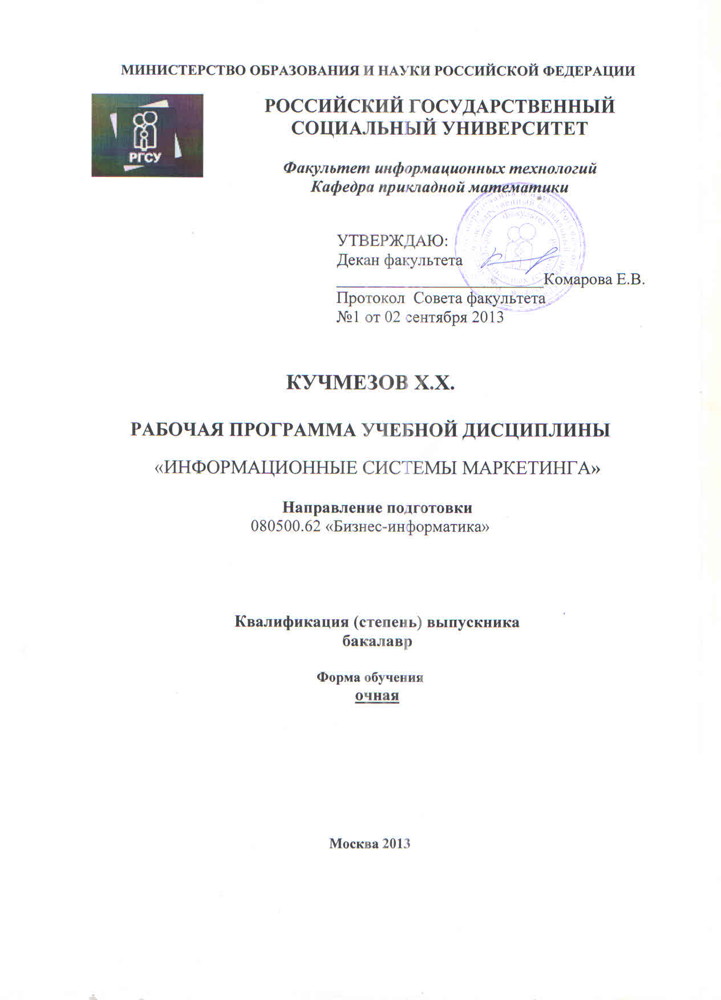 МИНИСТЕРСТВО ОБРАЗОВАНИЯ И НАУКИ РОССИЙСКОЙ ФЕДЕРАЦИИ
РГСУ
РОССИЙСКИЙ ГОСУДАРСТВЕННЫЙ
СОЦИАЛЬНЫЙ УНИВЕРСИТЕТ
Факультет информационных технологий
Кафедра прикладной математики
УТВЕРЖДАЮ:
Декан факультета
Комарова Е.В.
Протокол Совета факультета
№1 от 02 сентября 2013
КУЧМЕЗОВ Х.Х.
РАБОЧАЯ ПРОГРАММА УЧЕБНОЙ ДИСЦИПЛИНЫ
«ИНФОРМАЦИОННЫЕ СИСТЕМЫ МАРКЕТИНГА»
Направление подготовки
080500.62 «Бизнес-информатика»
Квалификация (степень) выпускника
бакалавр
Форма обучения
очная
Москва 2013